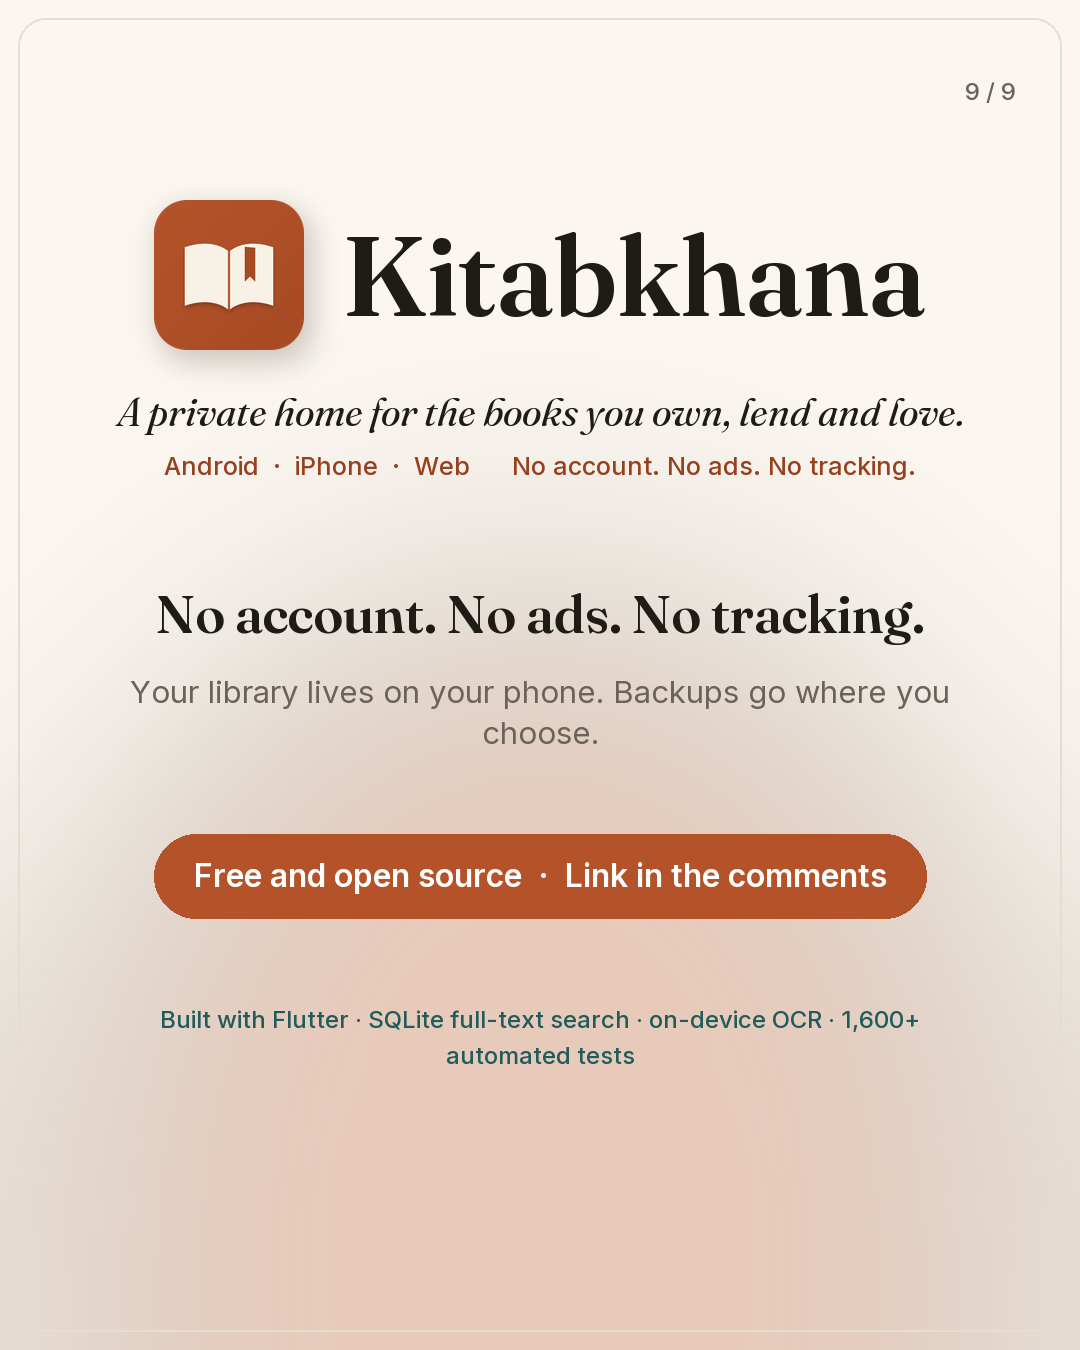 9 / 9
Kitabkhana
A private home for the books you own, lend and love.
Android · iPhone · Web No account. No ads. No tracking.
No account. No ads. No tracking.
Your library lives on your phone. Backups go where you
choose.
Free and open source · Link in the comments
Built with Flutter · SQLite full-text search · on-device OCR · 1,600+
automated tests